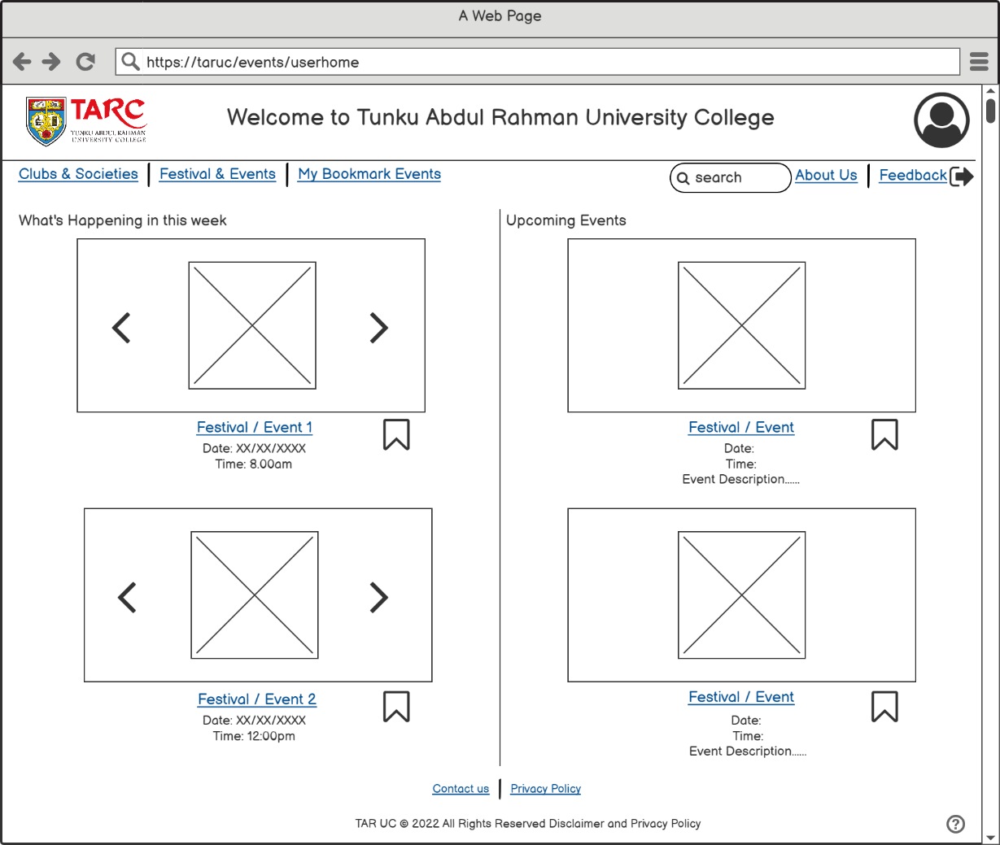 A Web Page
https://taruc/events/userhome
TARC
TUNKU ABDUL RAHMAN
UNIVERSITY COLLEGE
Welcome to Tunku Abdul Rahman University College
Clubs & Societies
Festival & Events
My Bookmark Events
search
About Us
Feedback
What's Happening in this week
Festival / Event 1
Date: XX/XX/XXXX
Time: 8.00am
Festival / Event 2
Date: XX/XX/XXXX
Time: 12:00pm
Upcoming Events
Festival / Event
Date:
Time:
Event Description......
Festival / Event
Date:
Time:
Event Description......
Contact us
Privacy Policy
TAR UC © 2022 All Rights Reserved Disclaimer and Privacy Policy
?